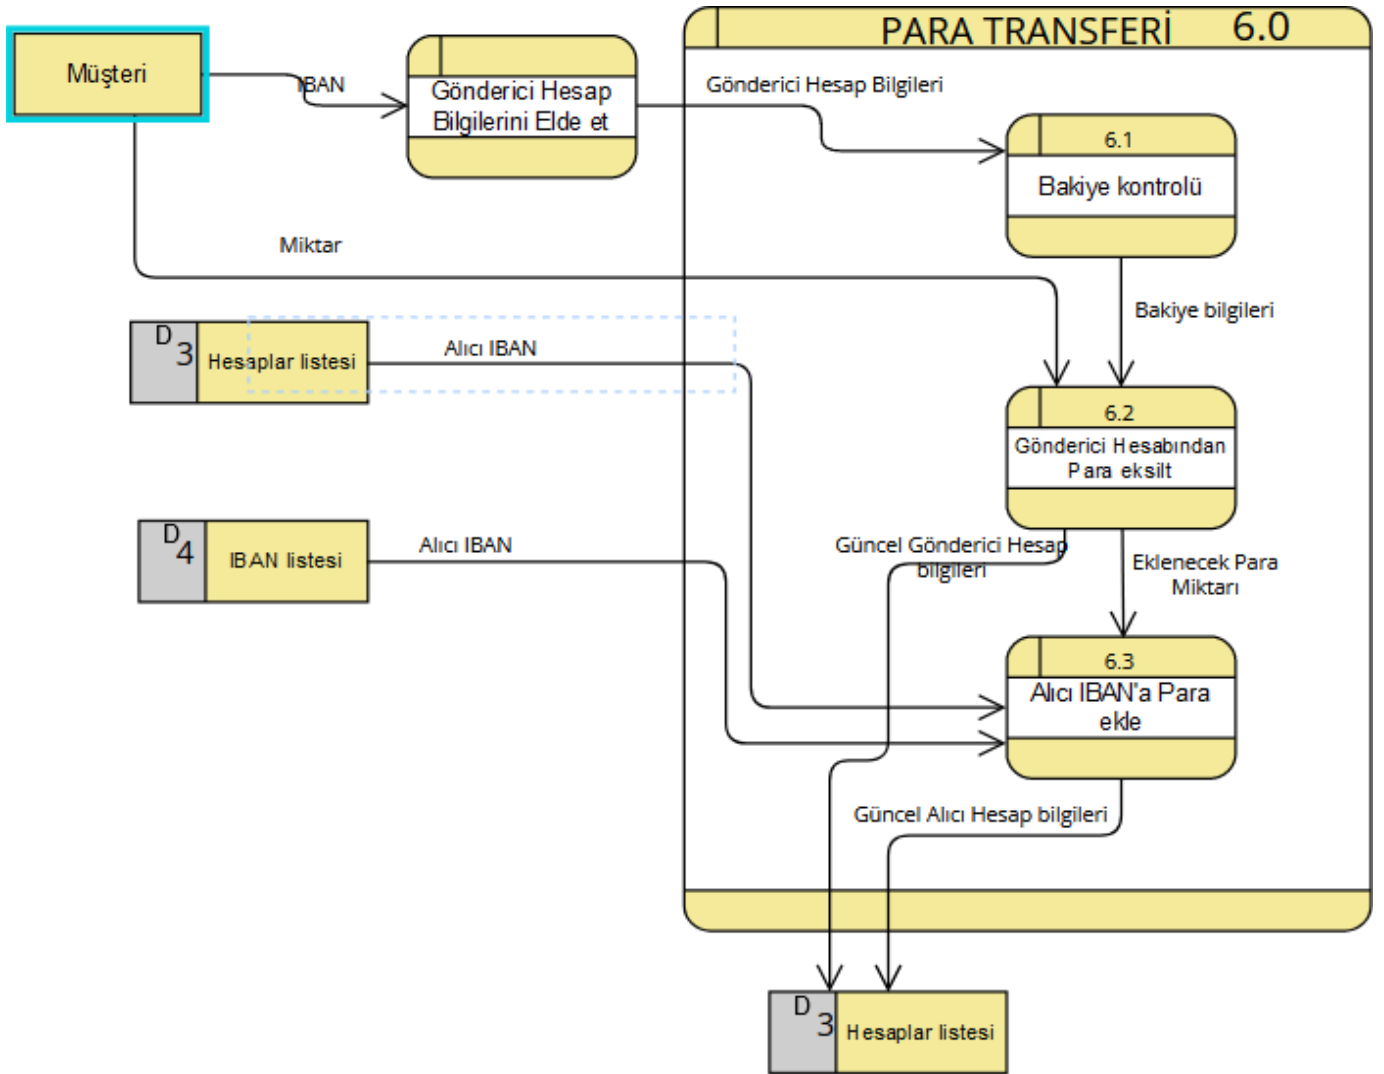 PARA TRANSFERİ 6.0
Müşteri
IBAN
Gönderici Hesap
Bilgilerini Elde et
Gönderici Hesap Bilgileri
6.1
Bakiye kontrolü
Miktar
Bakiye bilgileri
D
3
Hesaplar listesi
Alıcı IBAN
6.2
Gönderici Hesabından
Para eksilt
D
4
IBAN listesi
Alıcı IBAN
Güncel Gönderici Hesap
bilgileri
Eklenecek Para
Miktarı
6.3
Alıcı IBAN'a Para
ekle
Güncel Alıcı Hesap bilgileri
D
3
Hesaplar listesi